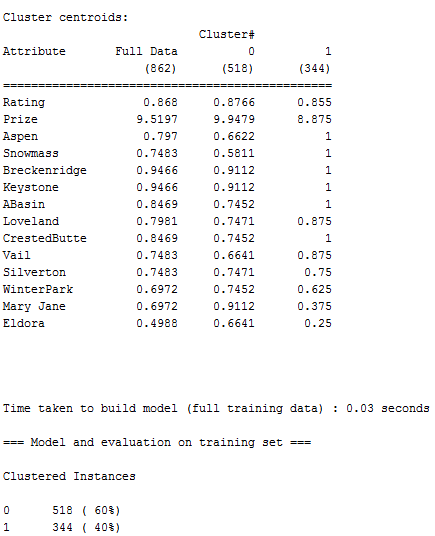 Cluster centroids:
                             Cluster#
Attribute       Full Data          0          1
                    (862)      (518)      (344)
=================================================
Rating              0.868     0.8766      0.855
Prize              9.5197     9.9479      8.875
Aspen               0.797     0.6622          1
Snowmass           0.7483     0.5811          1
Breckenridge       0.9466     0.9112          1
Keystone           0.9466     0.9112          1
ABasin             0.8469     0.7452          1
Loveland           0.7981     0.7471      0.875
CrestedButte       0.8469     0.7452          1
Vail               0.7483     0.6641      0.875
Silverton          0.7483     0.7471       0.75
WinterPark         0.6972     0.7452      0.625
Mary Jane          0.6972     0.9112      0.375
Eldora             0.4988     0.6641       0.25
Time taken to build model (full training data) : 0.03 seconds
=== Model and evaluation on training set ===
Clustered Instances
0      518 ( 60%)
1      344 ( 40%)